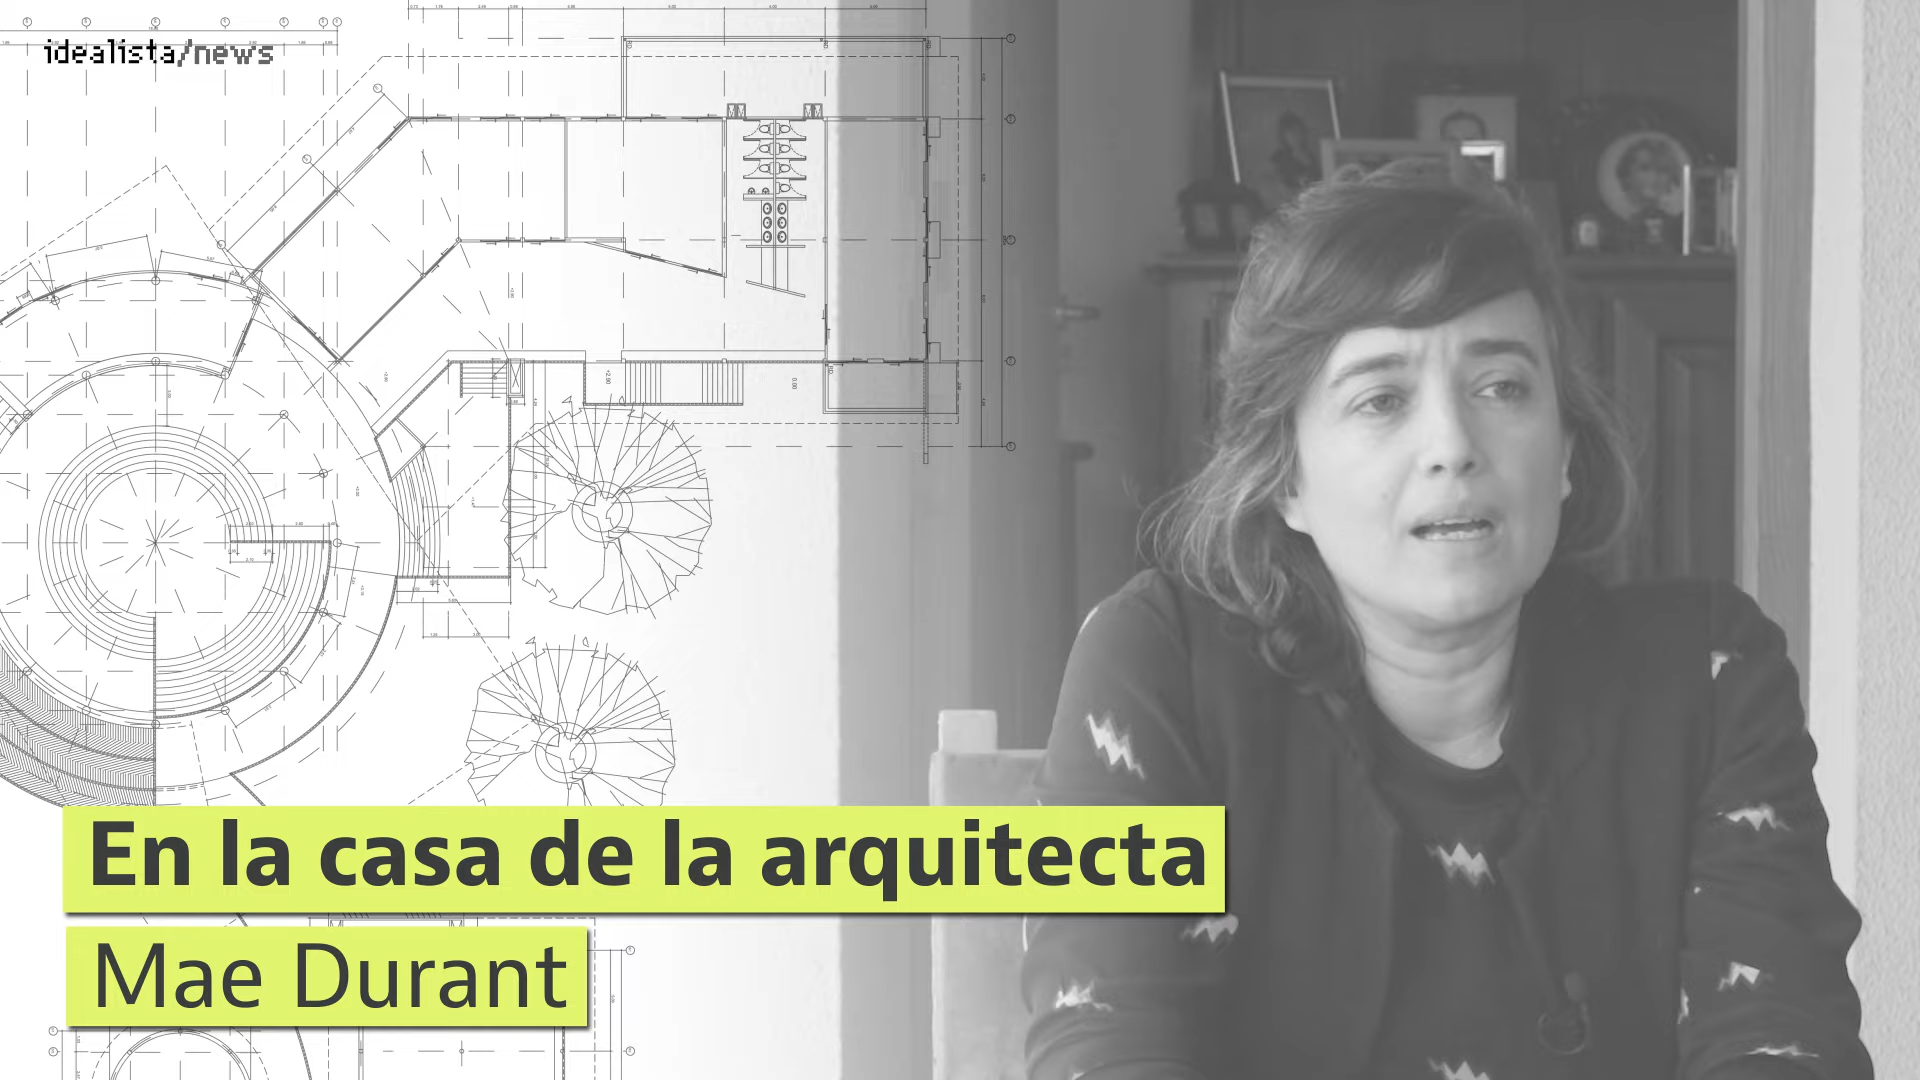 idealista/news
En la casa de la arquitecta
Mae Durant